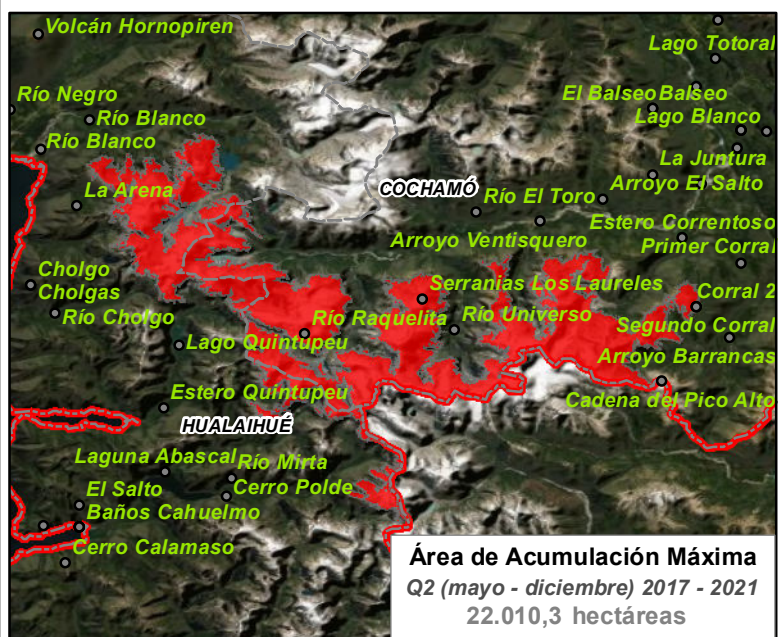 Volcán Hornopiren
Lago Totoral
Río Negro
El Balseo Balseo
Río Blanco
Lago Blanco
Río Blanco
La Juntura
COCHAMÓ
Arroyo El Salto
La Arena
Río El Toro
Estero Correntoso
Arroyo Ventisquero
Primer Corral
Cholgo
Serranias Los Laureles
Cholgas
Corral 2
Río Cholgo
Río Raquelita
Río Universo
Segundo Corral
Lago Quintupeu
Arroyo Barrancas
Estero Quintupeu
Cadena del Pico Alto
HUALAIHUÉ
Laguna Abascal
Río Mirta
El Salto
Cerro Polde
Baños Cahuelmo
Cerro Calamaso
Área de Acumulación Máxima
Q2 (mayo - diciembre) 2017 - 2021
22.010,3 hectáreas